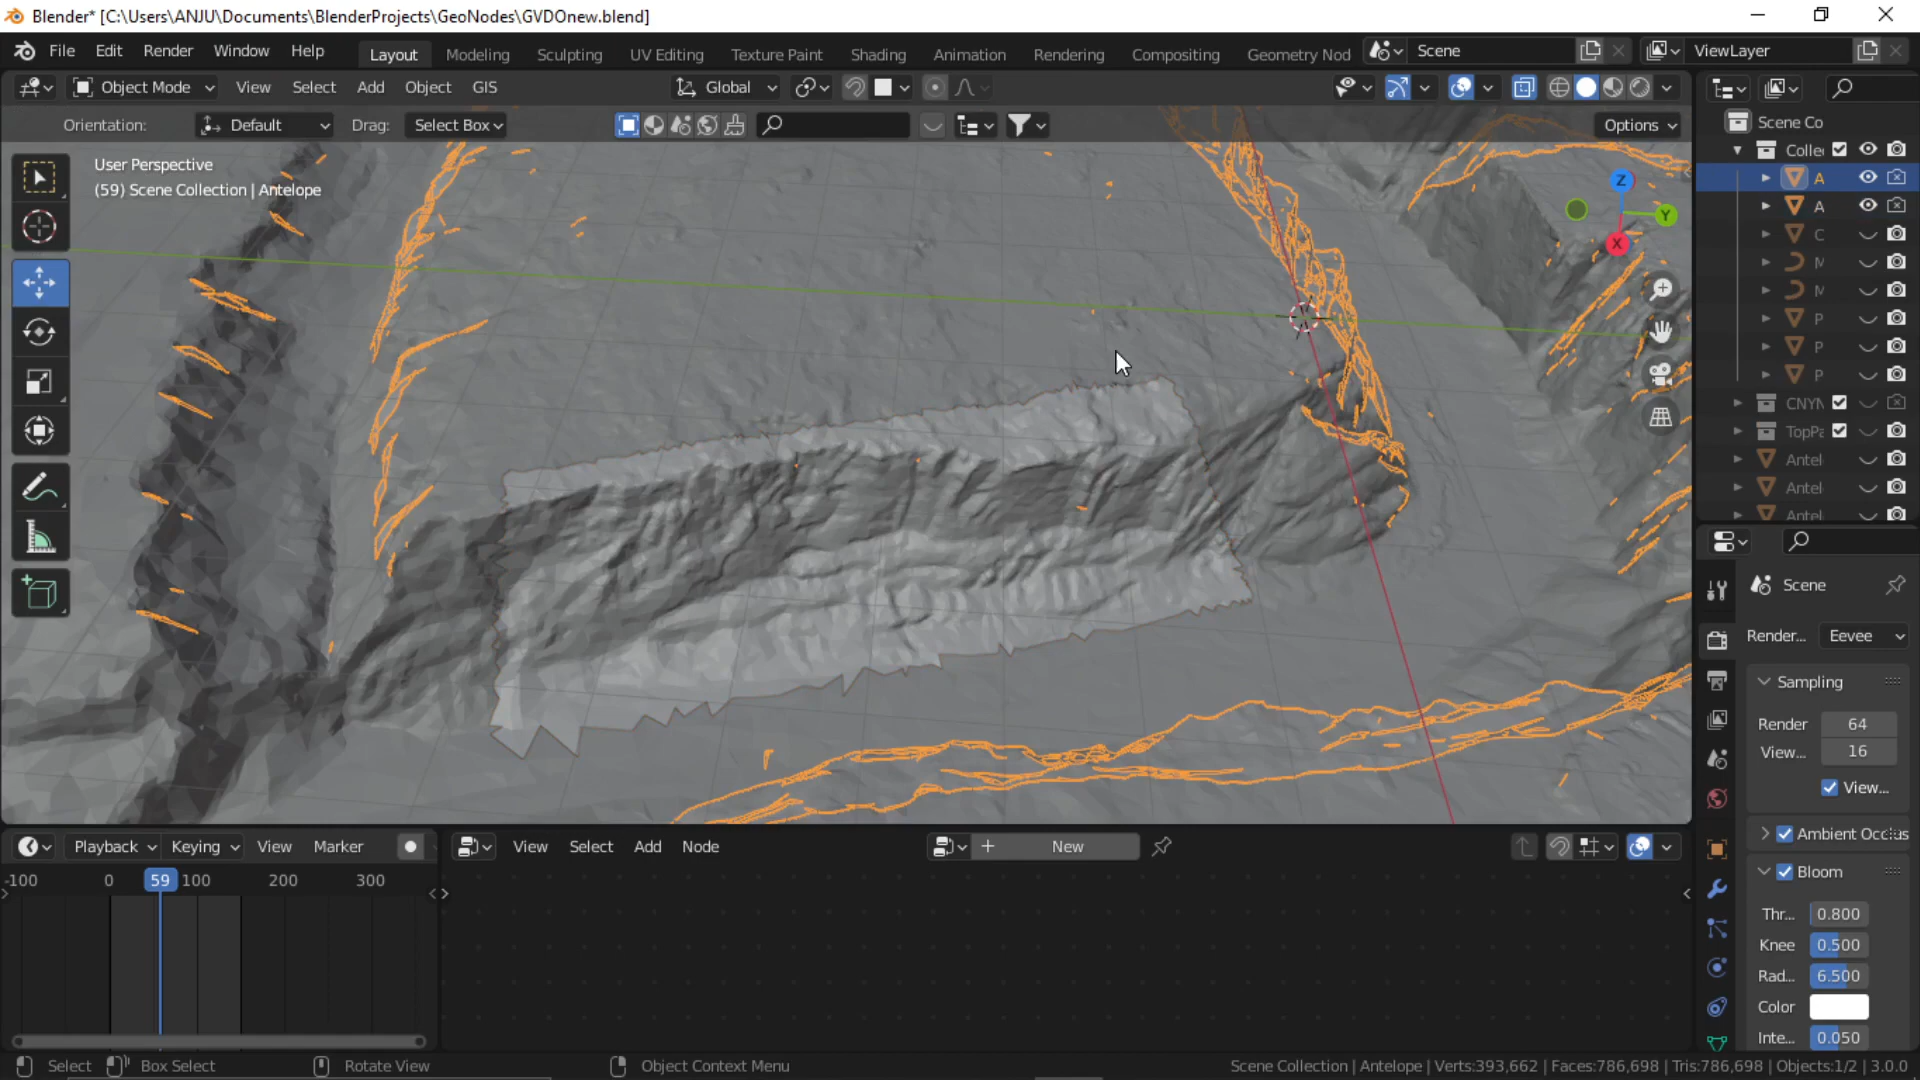 Blender* [C:\Users\ANJU\Documents\BlenderProjects\GeoNodes\GVDOnew.blend]
File Edit Render Window Help Layout Modeling Sculpting UV Editing Texture Paint Shading Animation Rendering Compositing Geometry Nod Scene ViewLayer
Object Mode View Select Add Object GIS Global
Orientation: Default Drag: Select Box Options
User Perspective
(59) Scene Collection | Antelope
Z
Y
X
Scene Co
Colle
A
A
C
M
M
P
P
P
CNYN
TopPa
Antel
Antel
Antel
Scene
Render... Eevee
Sampling
Render 64
View... 16
View...
Ambient Occlus
Bloom
Thr... 0.800
Knee 0.500
Rad... 6.500
Color
Inte... 0.050
Playback Keying View Marker
-100 0 59 100 200 300
View Select Add Node New
Select Box Select Rotate View Object Context Menu
Scene Collection | Antelope | Verts:393,662 | Faces:786,698 | Tris:786,698 | Objects:1/2 | 3.0.0